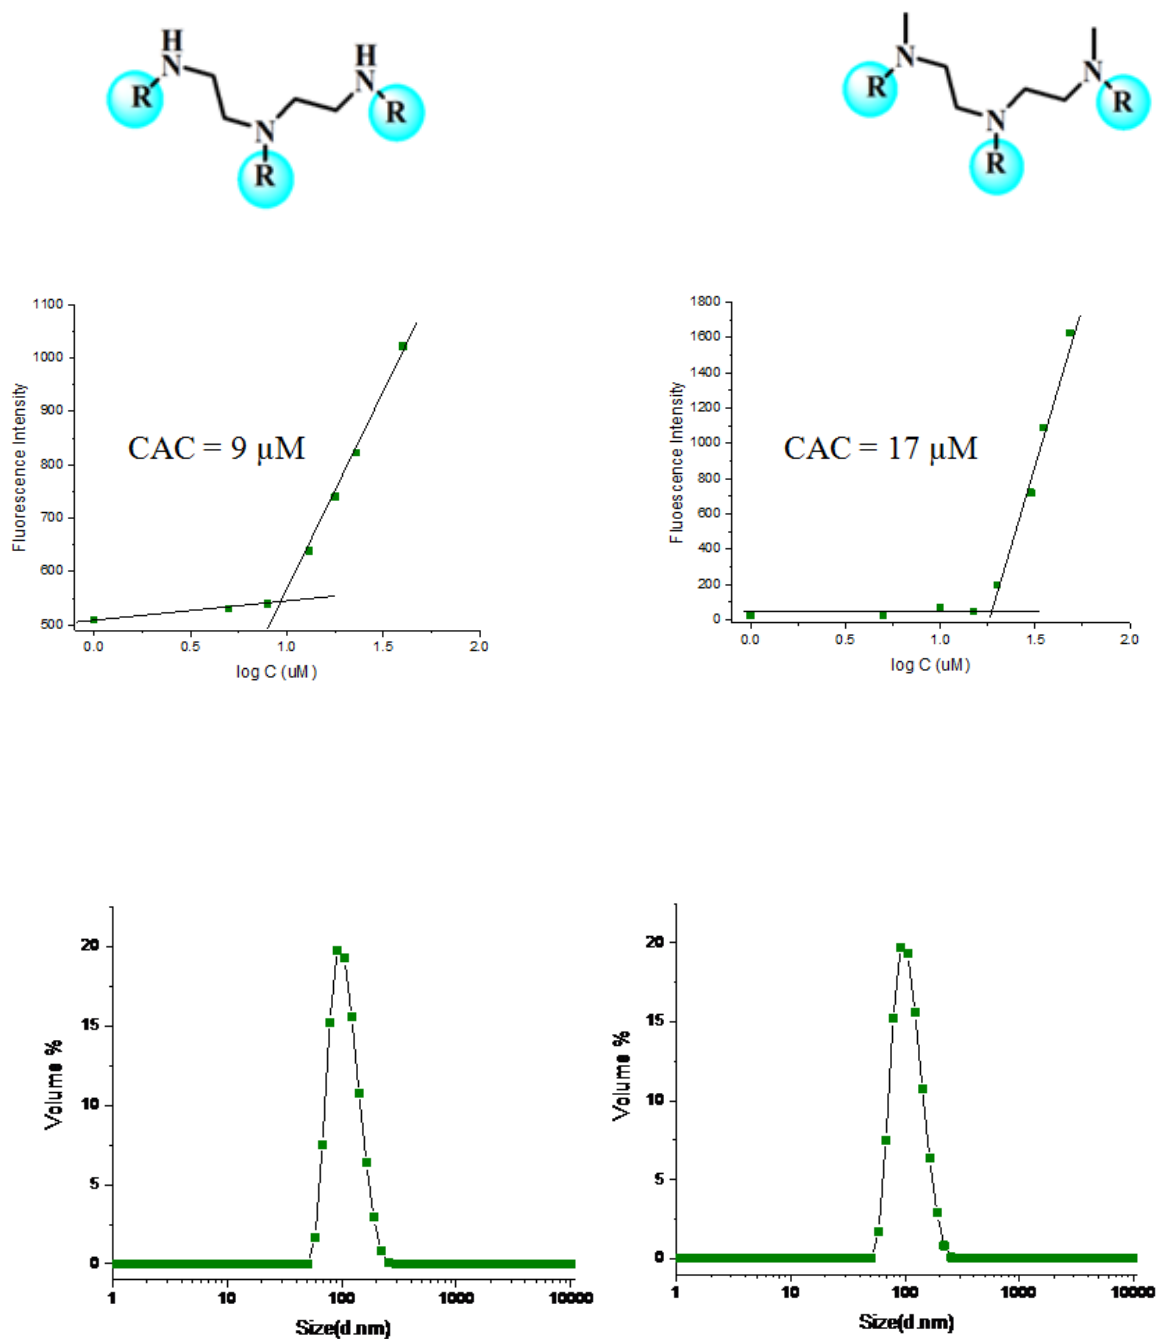 H
N
H
N
R
R
N
R
N
N
R
R
N
R
1100
1000
900
800
700
600
500
Fluorescence Intensity
CAC = 9 µM
0.0 0.5 1.0 1.5 2.0
log C (uM)
1800
1600
1400
1200
1000
800
600
400
200
0
Fluoescence Intensity
CAC = 17 µM
0.0 0.5 1.0 1.5 2.0
log C (uM)
20
15
10
5
0
Volume %
1 10 100 1000 10000
Size(d.nm)
20
15
10
5
0
Volume %
1 10 100 1000 10000
Size(d.nm)